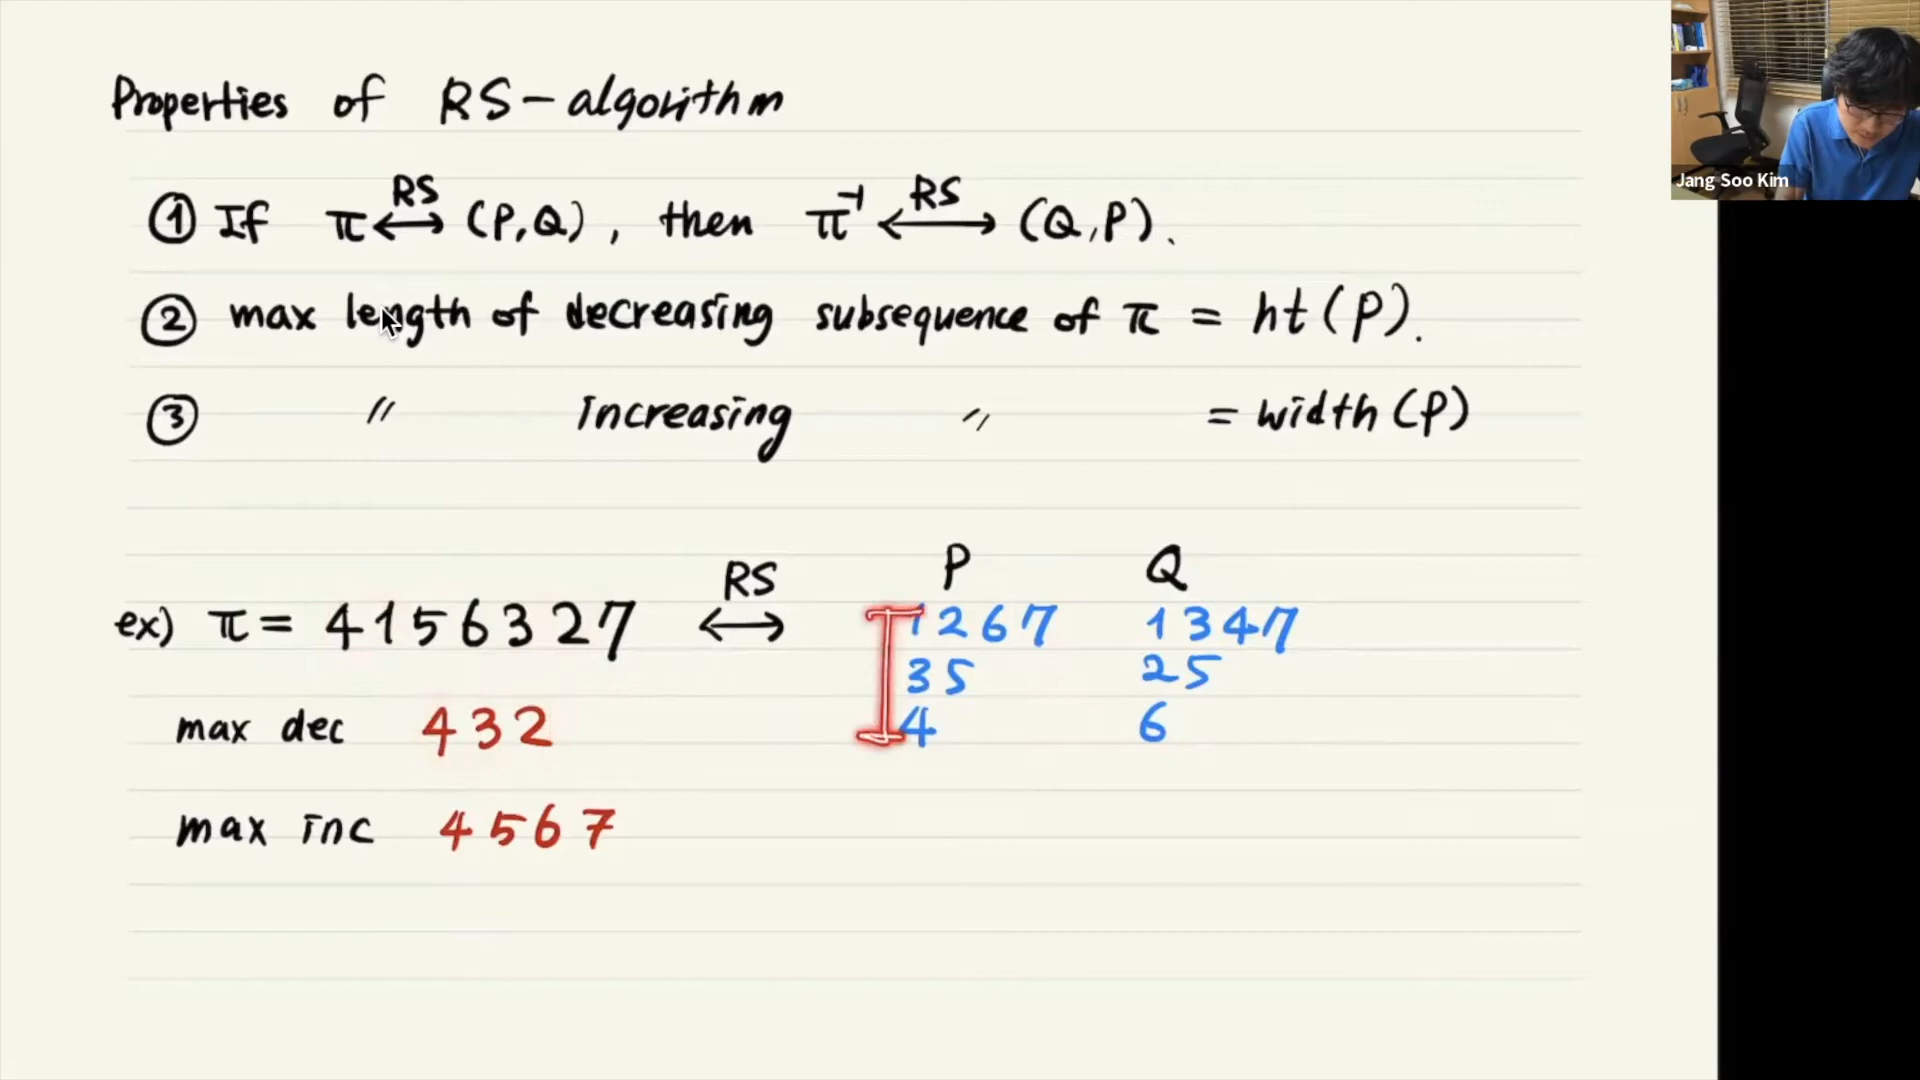 Properties of RS-algorithm
① If π ⟷RS (P,Q), then π⁻¹ ⟷RS (Q,P).
② max length of decreasing subsequence of π = ht(P).
③ 〃 increasing 〃 = width(P)
ex) π = 4156327 ⟷RS
P
1267
35
4
Q
1347
25
6
max dec 432
max inc 4567
Jang Soo Kim